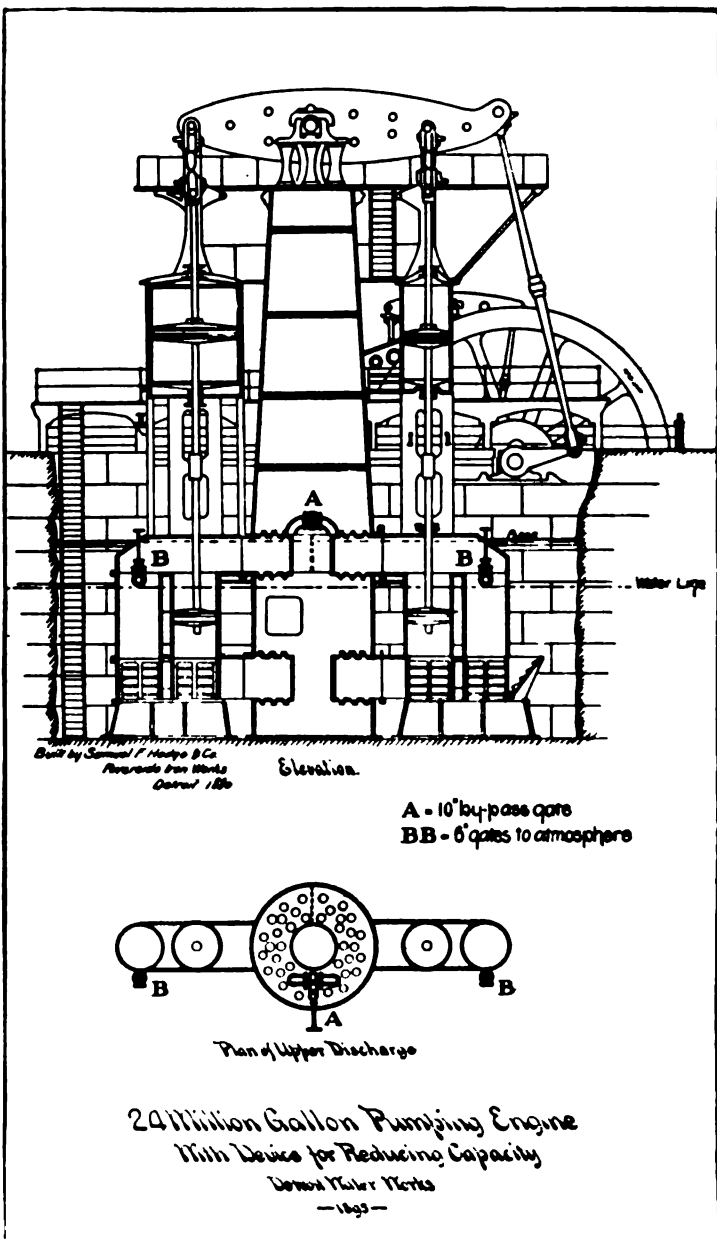 A
B
B
Water Line
Built by Samuel F Hodge & Co.
Riverside Iron Works
Detroit
Elevation.
A - 10" by-pass gate
BB - 6" gates to atmosphere
B
B
A
Plan of Upper Discharge
24 Million Gallon Pumping Engine
With Device for Reducing Capacity
Detroit Water Works